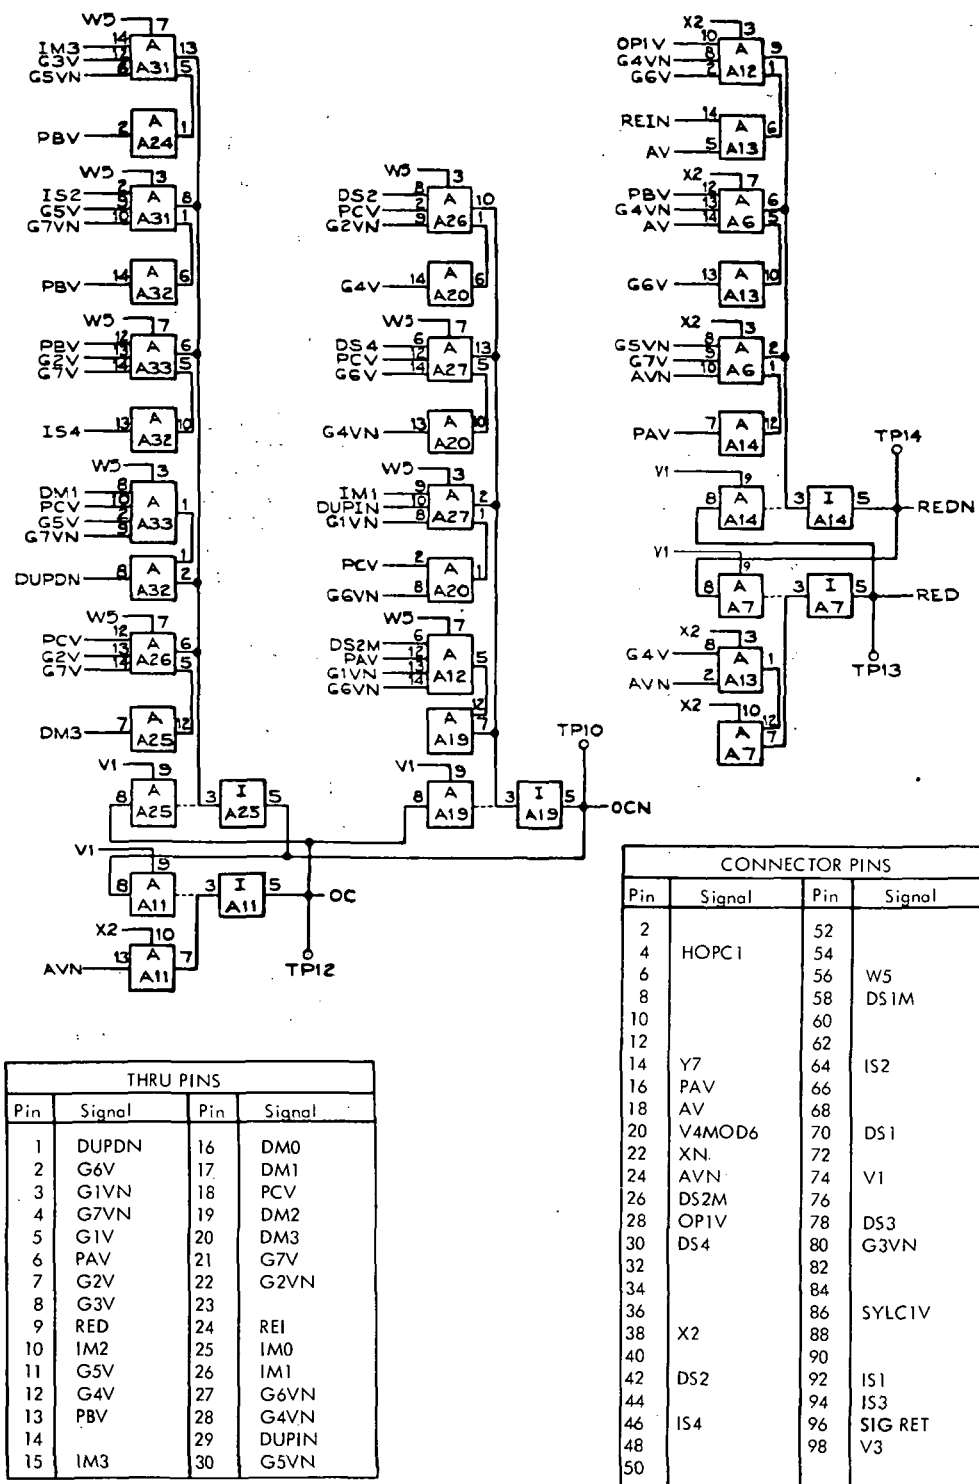 W5 7
IM3 14 A 13
G3V 12
G5VN 6 A31 5
PBV 2 A 1
A24
W5 3
IS2 2 A 8
G5V 9
G7VN 10 A31 1
PBV 14 A 6
A32
W5 7
PBV 12 A 6
G2V 13
G7V 14 A33 5
IS4 13 A 10
A32
W5 3
DM1 8 A
PCV 10 1
G5V 2
G7VN 9 A33
A 1
DUPDN 8 A32 2
W5 7
PCV 12 A 6
G2V 13
G7V 14 A26 5
DM3 7 A 12
A25
V1 9
8 A 3 I 5
A25 A25
V1 9
8 A 3 I 5 OC
A11 A11
X2 10
AVN 13 A 7
A11
TP12
W5 3
DS2 8 A 10
PCV 2
G2VN 9 A26 1
G4V 14 A 6
A20
W5 7
DS4 6 A 13
PCV 12
G6V 14 A27 5
G4VN 13 A 10
A20
W5 3
IM1 9 A 2
DUPIN 10
G1VN 8 A27 1
PCV 2 A
G6VN 8 A20 1
W5 7
DS2M 6 A
PAV 12 5
G1VN 13
G6VN 14 A12
A 12
A19 7
TP10
V1 9
8 A 3 I 5 OCN
A19 A19
X2 3
OP1V 10 A 9
G4VN 8
G6V 2 A12 1
REIN 14 A 6
AV 5 A13
X2 7
PBV 12 A 6
G4VN 13
AV 14 A6 5
G6V 13 A 10
A13
X2 3
G5VN 8 A 2
G7V 9
AVN 10 A6 1
PAV 7 A 12
A14
TP14
V1 9
8 A 3 I 5 REDN
A14 A14
V1 9
8 A 3 I 5 RED
A7 A7
X2 3
G4V 8 A 1
AVN 2 A13
TP13
X2 10
A 12
A7 7
THRU PINS
Pin Signal Pin Signal
1 DUPDN 16 DM0
2 G6V 17 DM1
3 G1VN 18 PCV
4 G7VN 19 DM2
5 G1V 20 DM3
6 PAV 21 G7V
7 G2V 22 G2VN
8 G3V 23
9 RED 24 REI
10 IM2 25 IM0
11 G5V 26 IM1
12 G4V 27 G6VN
13 PBV 28 G4VN
14 29 DUPIN
15 IM3 30 G5VN
CONNECTOR PINS
Pin Signal Pin Signal
2 52
4 HOPC1 54
6 56 W5
8 58 DS1M
10 60
12 62
14 Y7 64 IS2
16 PAV 66
18 AV 68
20 V4MOD6 70 DS1
22 XN 72
24 AVN 74 V1
26 DS2M 76
28 OP1V 78 DS3
30 DS4 80 G3VN
32 82
34 84
36 86 SYLC1V
38 X2 88
40 90
42 DS2 92 IS1
44 94 IS3
46 IS4 96 SIG RET
48 98 V3
50